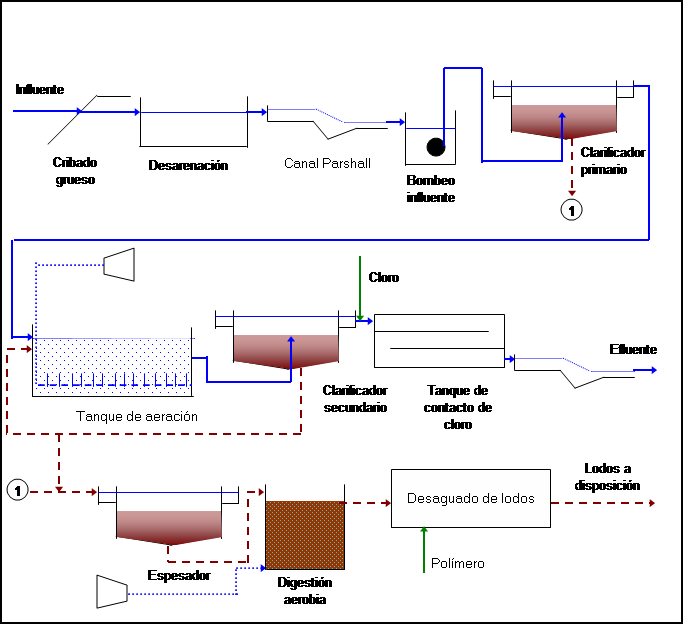 Influente
Cribado
grueso
Desarenación
Canal Parshall
Bombeo
influente
Clarificador
primario
1
Cloro
Tanque de aeración
Clarificador
secundario
Tanque de
contacto de
cloro
Efluente
1
Espesador
Digestión
aerobia
Desaguado de lodos
Polímero
Lodos a
disposición